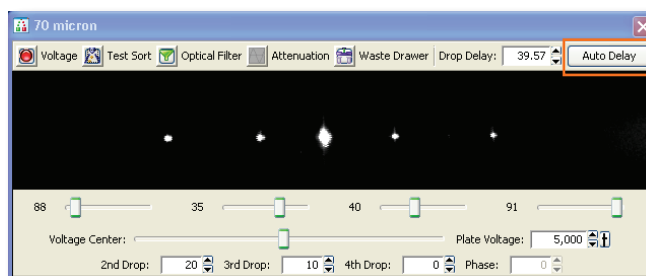 70 micron
Voltage Test Sort Optical Filter Attenuation Waste Drawer Drop Delay: 39.57 Auto Delay
88 35 40 91
Voltage Center: Plate Voltage: 5,000
2nd Drop: 20 3rd Drop: 10 4th Drop: 0 Phase: 0